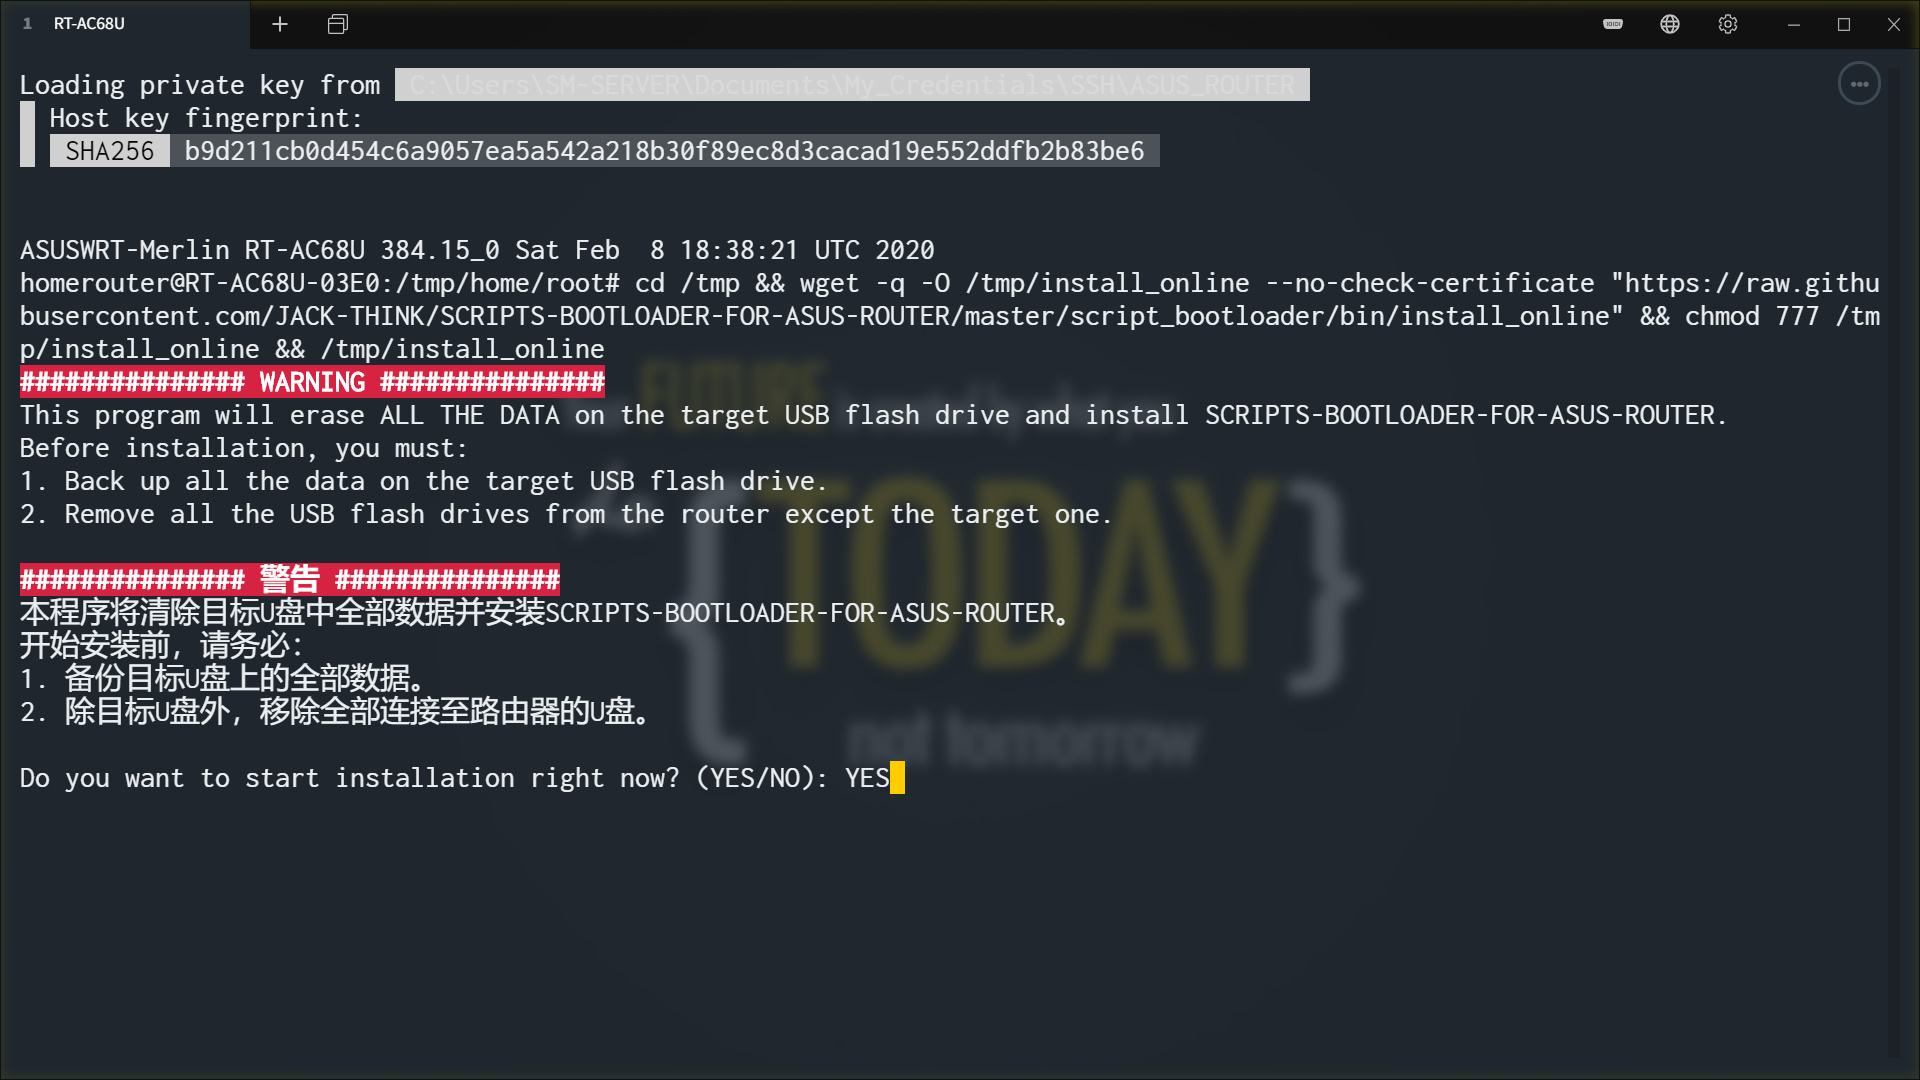 1 RT-AC68U
Loading private key from C:\Users\SM-SERVER\Documents\My_Credentials\SSH\ASUS_ROUTER
Host key fingerprint:
SHA256 b9d211cb0d454c6a9057ea5a542a218b30f89ec8d3cacad19e552ddfb2b83be6
ASUSWRT-Merlin RT-AC68U 384.15_0 Sat Feb  8 18:38:21 UTC 2020
homerouter@RT-AC68U-03E0:/tmp/home/root# cd /tmp && wget -q -O /tmp/install_online --no-check-certificate "https://raw.githu
busercontent.com/JACK-THINK/SCRIPTS-BOOTLOADER-FOR-ASUS-ROUTER/master/script_bootloader/bin/install_online" && chmod 777 /tm
p/install_online && /tmp/install_online
############### WARNING ###############
This program will erase ALL THE DATA on the target USB flash drive and install SCRIPTS-BOOTLOADER-FOR-ASUS-ROUTER.
Before installation, you must:
1. Back up all the data on the target USB flash drive.
2. Remove all the USB flash drives from the router except the target one.
############### 警告 ###############
本程序将清除目标U盘中全部数据并安装SCRIPTS-BOOTLOADER-FOR-ASUS-ROUTER。
开始安装前，请务必：
1. 备份目标U盘上的全部数据。
2. 除目标U盘外，移除全部连接至路由器的U盘。
Do you want to start installation right now? (YES/NO): YES
FUTURE
{TODAY}
not tomorrow